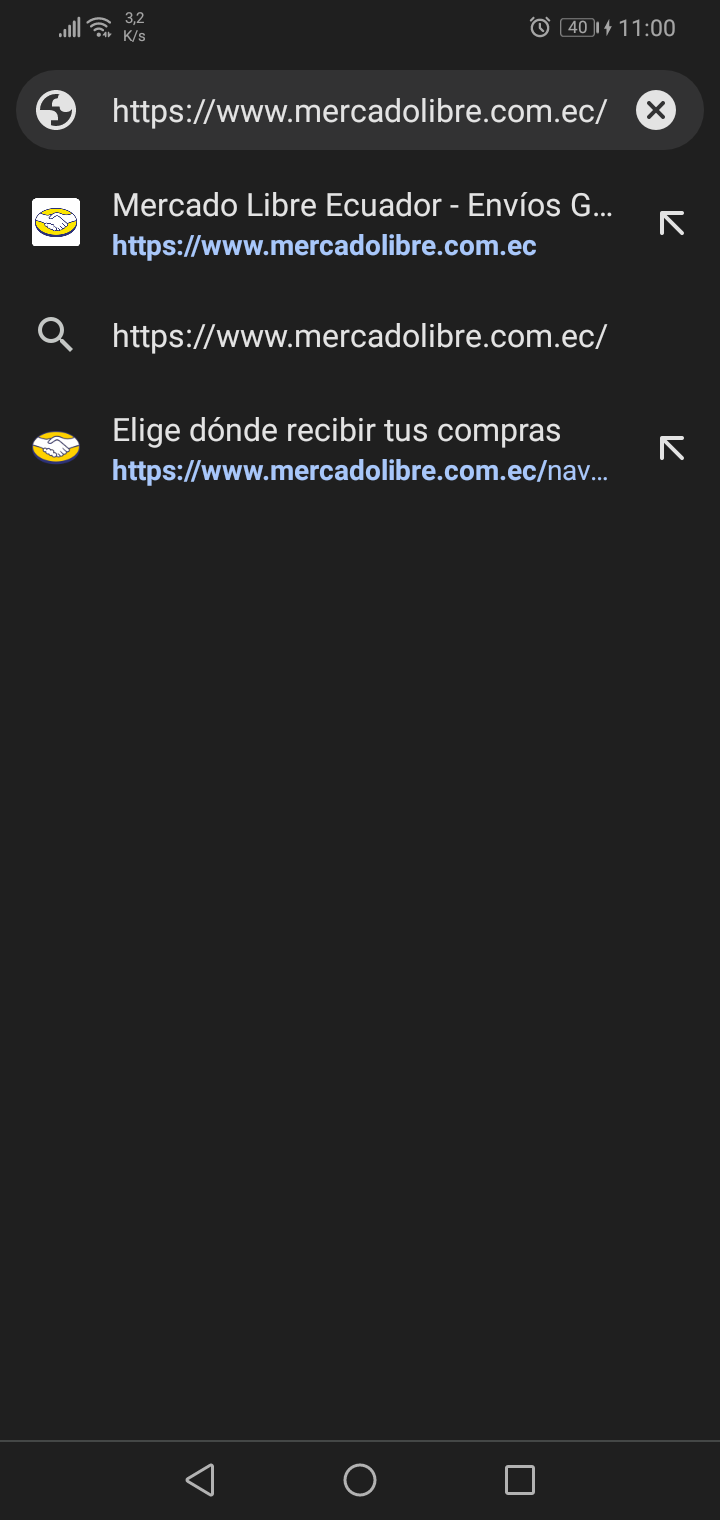 3,2
K/s
40
11:00
https://www.mercadolibre.com.ec/
Mercado Libre Ecuador - Envíos G...
https://www.mercadolibre.com.ec
https://www.mercadolibre.com.ec/
Elige dónde recibir tus compras
https://www.mercadolibre.com.ec/nav...